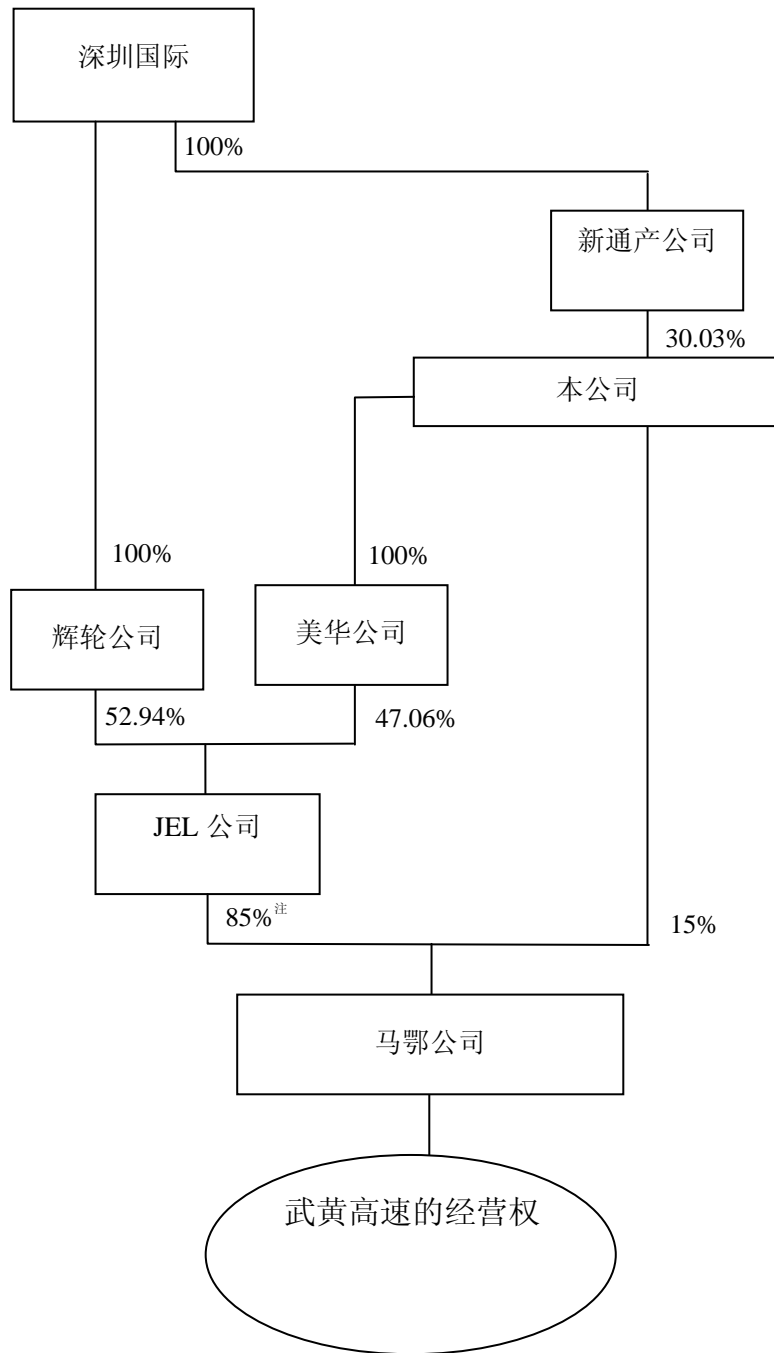 深圳国际
100%
新通产公司
30.03%
本公司
100%
100%
辉轮公司
美华公司
52.94%
47.06%
JEL 公司
85%注
15%
马鄂公司
武黄高速的经营权